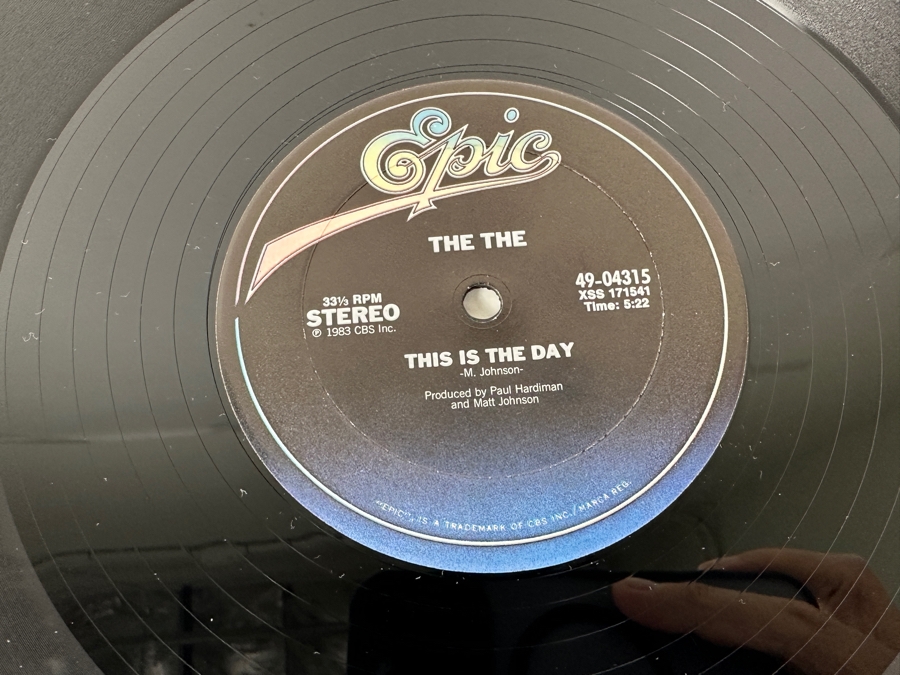 Epic
THE THE
33⅓ RPM
STEREO
℗ 1983 CBS Inc.
49-04315
XSS 171541
Time: 5:22
THIS IS THE DAY
-M. Johnson-
Produced by Paul Hardiman
and Matt Johnson
"EPIC", IS A TRADEMARK OF CBS INC./MARCA REG.